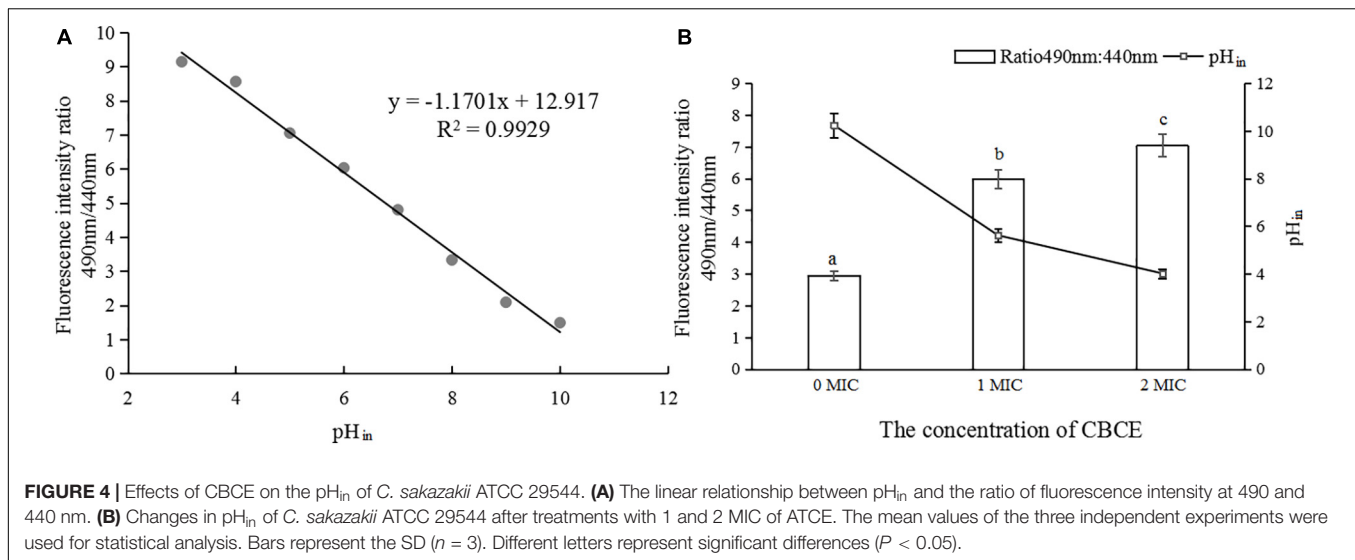 A
Fluorescence intensity ratio
490nm/440nm
10
9
8
7
6
5
4
3
2
1
0
y = -1.1701x + 12.917
R² = 0.9929
2 4 6 8 10 12
pHin
B
Ratio490nm:440nm pHin
Fluorescence intensity ratio
490nm/440nm
9
8
7
6
5
4
3
2
1
0
a
b
c
12
10
8
6
4
2
0
pHin
0 MIC 1 MIC 2 MIC
The concentration of CBCE
FIGURE 4 | Effects of CBCE on the pHin of C. sakazakii ATCC 29544. (A) The linear relationship between pHin and the ratio of fluorescence intensity at 490 and
440 nm. (B) Changes in pHin of C. sakazakii ATCC 29544 after treatments with 1 and 2 MIC of ATCE. The mean values of the three independent experiments were
used for statistical analysis. Bars represent the SD (n = 3). Different letters represent significant differences (P < 0.05).